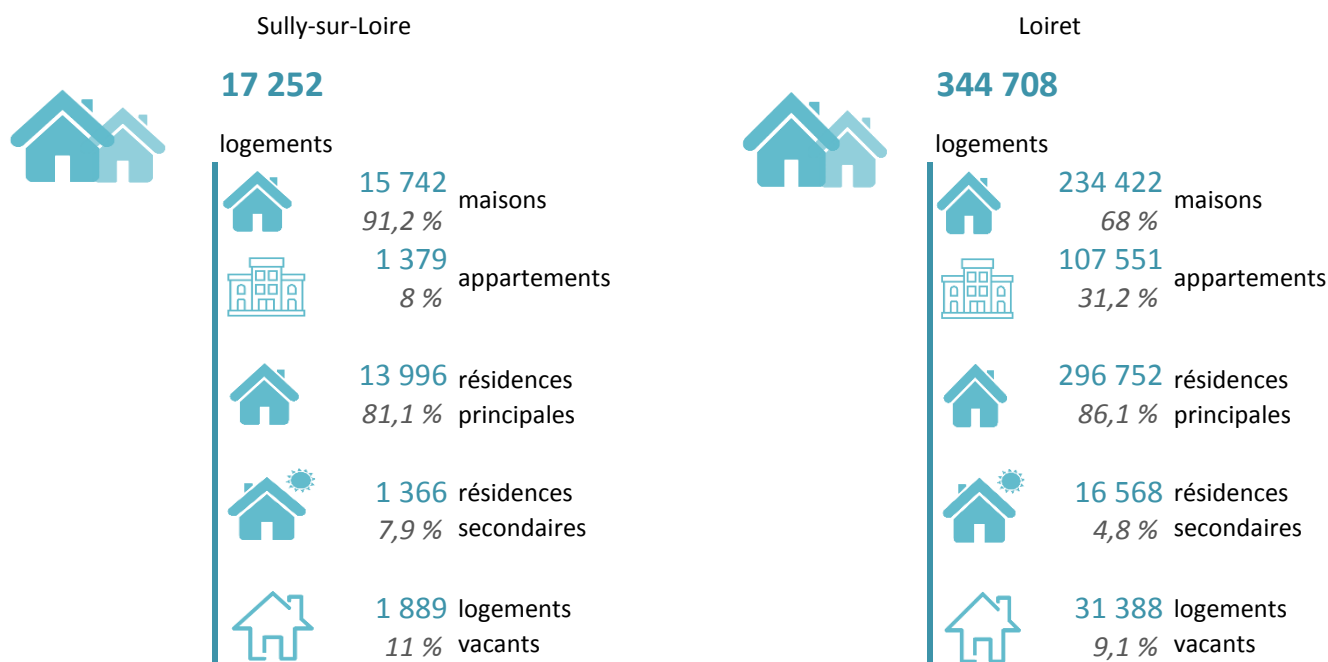 Sully-sur-Loire
17 252
logements
15 742
maisons
91,2 %
1 379
appartements
8 %
13 996 résidences
81,1 % principales
1 366 résidences
7,9 % secondaires
1 889 logements
11 % vacants
Loiret
344 708
logements
234 422
maisons
68 %
107 551
appartements
31,2 %
296 752 résidences
86,1 % principales
16 568 résidences
4,8 % secondaires
31 388 logements
9,1 % vacants